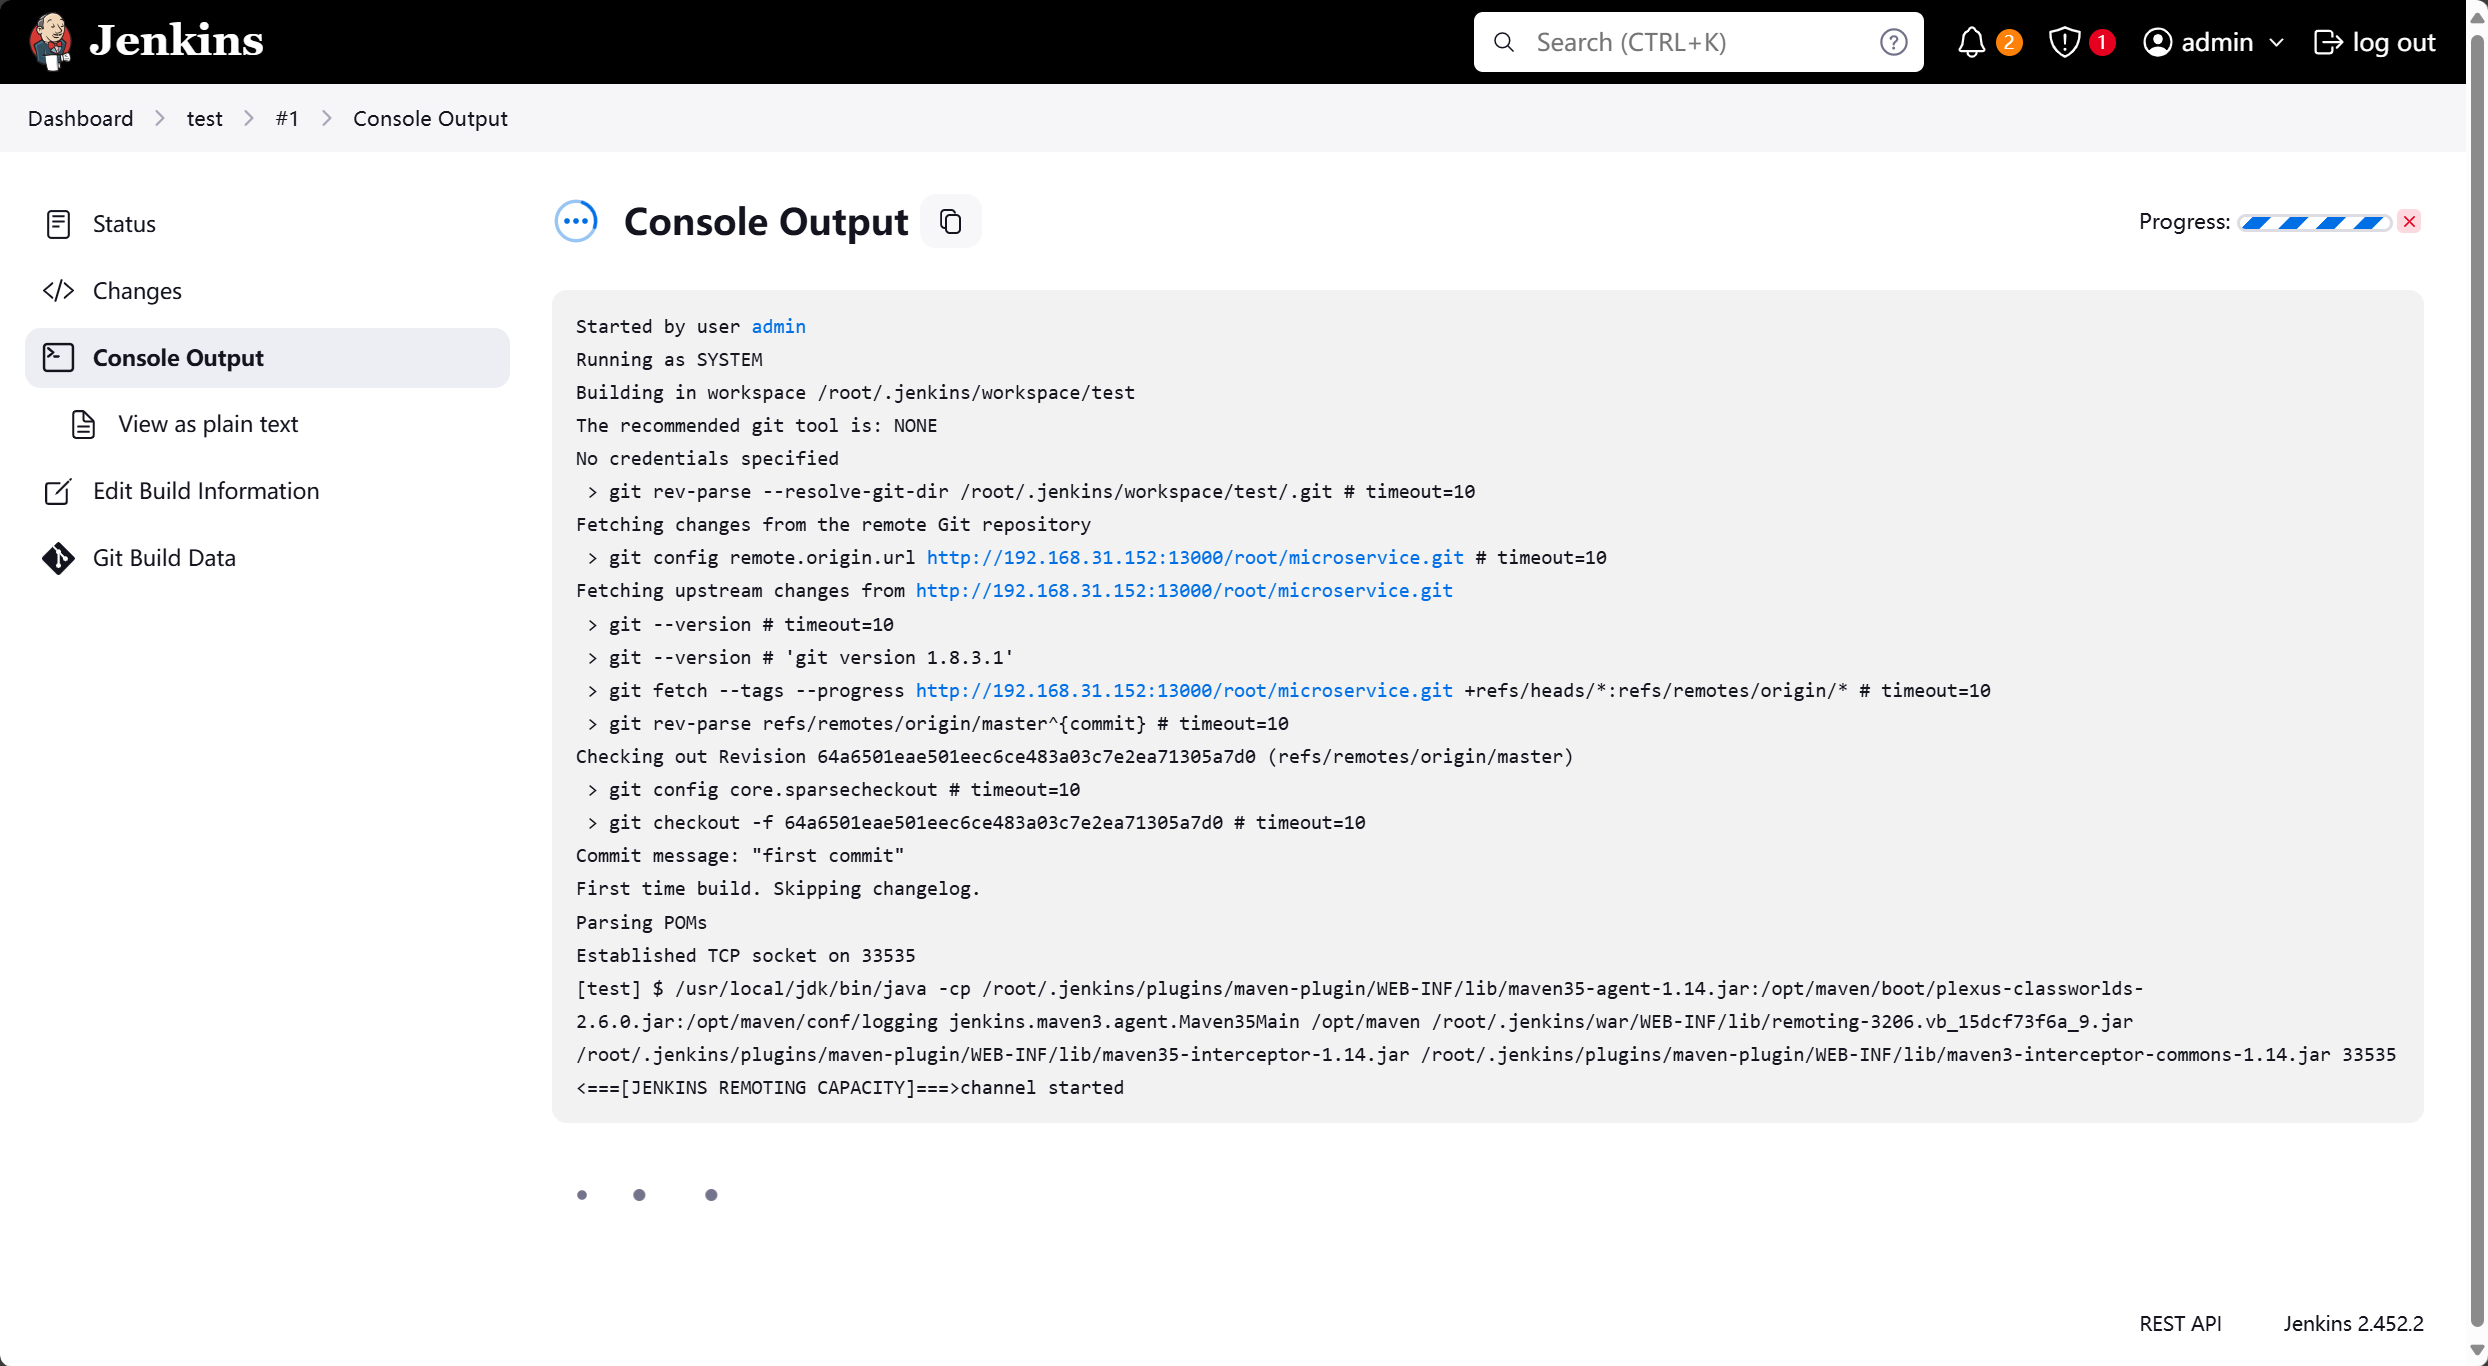 Jenkins
Search (CTRL+K)
2
1
admin
log out
Dashboard
test
#1
Console Output
Status
Changes
Console Output
View as plain text
Edit Build Information
Git Build Data
Console Output
Progress:
Started by user admin
Running as SYSTEM
Building in workspace /root/.jenkins/workspace/test
The recommended git tool is: NONE
No credentials specified
> git rev-parse --resolve-git-dir /root/.jenkins/workspace/test/.git # timeout=10
Fetching changes from the remote Git repository
> git config remote.origin.url http://192.168.31.152:13000/root/microservice.git # timeout=10
Fetching upstream changes from http://192.168.31.152:13000/root/microservice.git
> git --version # timeout=10
> git --version # 'git version 1.8.3.1'
> git fetch --tags --progress http://192.168.31.152:13000/root/microservice.git +refs/heads/*:refs/remotes/origin/* # timeout=10
> git rev-parse refs/remotes/origin/master^{commit} # timeout=10
Checking out Revision 64a6501eae501eec6ce483a03c7e2ea71305a7d0 (refs/remotes/origin/master)
> git config core.sparsecheckout # timeout=10
> git checkout -f 64a6501eae501eec6ce483a03c7e2ea71305a7d0 # timeout=10
Commit message: "first commit"
First time build. Skipping changelog.
Parsing POMs
Established TCP socket on 33535
[test] $ /usr/local/jdk/bin/java -cp /root/.jenkins/plugins/maven-plugin/WEB-INF/lib/maven35-agent-1.14.jar:/opt/maven/boot/plexus-classworlds-
2.6.0.jar:/opt/maven/conf/logging jenkins.maven3.agent.Maven35Main /opt/maven /root/.jenkins/war/WEB-INF/lib/remoting-3206.vb_15dcf73f6a_9.jar
/root/.jenkins/plugins/maven-plugin/WEB-INF/lib/maven35-interceptor-1.14.jar /root/.jenkins/plugins/maven-plugin/WEB-INF/lib/maven3-interceptor-commons-1.14.jar 33535
<===[JENKINS REMOTING CAPACITY]===>channel started
REST API
Jenkins 2.452.2